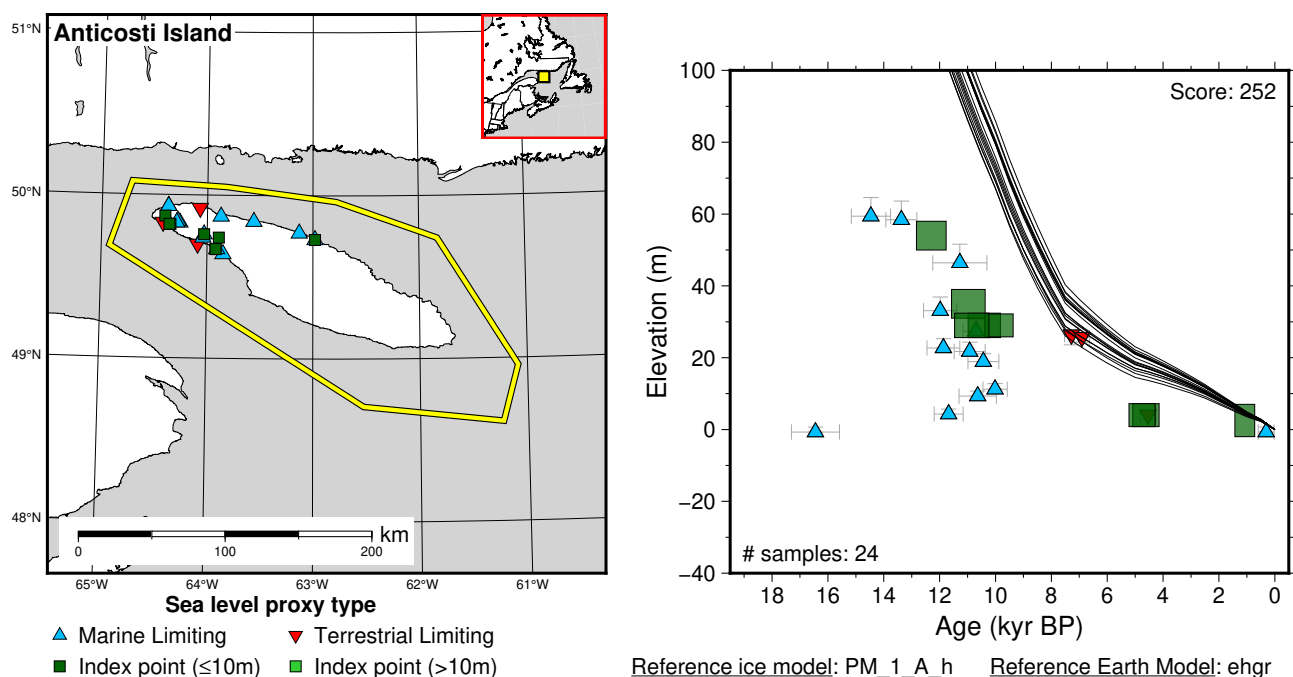 Anticosti Island
51°N
50°N
49°N
48°N
65°W
64°W
63°W
62°W
61°W
km
0
100
200
Sea level proxy type
Marine Limiting
Terrestrial Limiting
Index point (≤10m)
Index point (>10m)
Score: 252
100
80
60
40
20
0
−20
−40
Elevation (m)
# samples: 24
18 16 14 12 10 8 6 4 2 0
Age (kyr BP)
Reference ice model: PM_1_A_h Reference Earth Model: ehgr